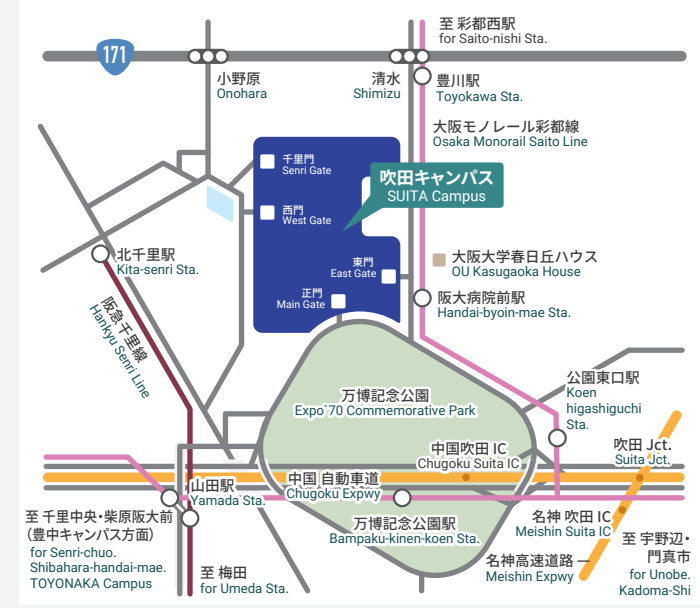 至 彩都西駅
for Saito-nishi Sta.
171
小野原
Onohara
清水
Shimizu
豊川駅
Toyokawa Sta.
大阪モノレール彩都線
Osaka Monorail Saito Line
千里門
Senri Gate
吹田キャンパス
SUITA Campus
西門
West Gate
北千里駅
Kita-senri Sta.
東門
East Gate
大阪大学春日丘ハウス
OU Kasugaoka House
正門
Main Gate
阪大病院前駅
Handai-byoin-mae Sta.
阪急千里線
Hankyu Senri Line
万博記念公園
Expo'70 Commemorative Park
公園東口駅
Koen
higashiguchi
Sta.
中国吹田 IC
Chugoku Suita IC
吹田 Jct.
Suita Jct.
山田駅
Yamada Sta.
中国 自動車道
Chugoku Expwy
至 千里中央・柴原阪大前
(豊中キャンパス方面)
for Senri-chuo.
Shibahara-handai-mae.
TOYONAKA Campus
万博記念公園駅
Bampaku-kinen-koen Sta.
名神 吹田 IC
Meishin Suita IC
至 宇野辺・
門真市
for Unobe.
Kadoma-Shi
名神高速道路
Meishin Expwy
至 梅田
for Umeda Sta.